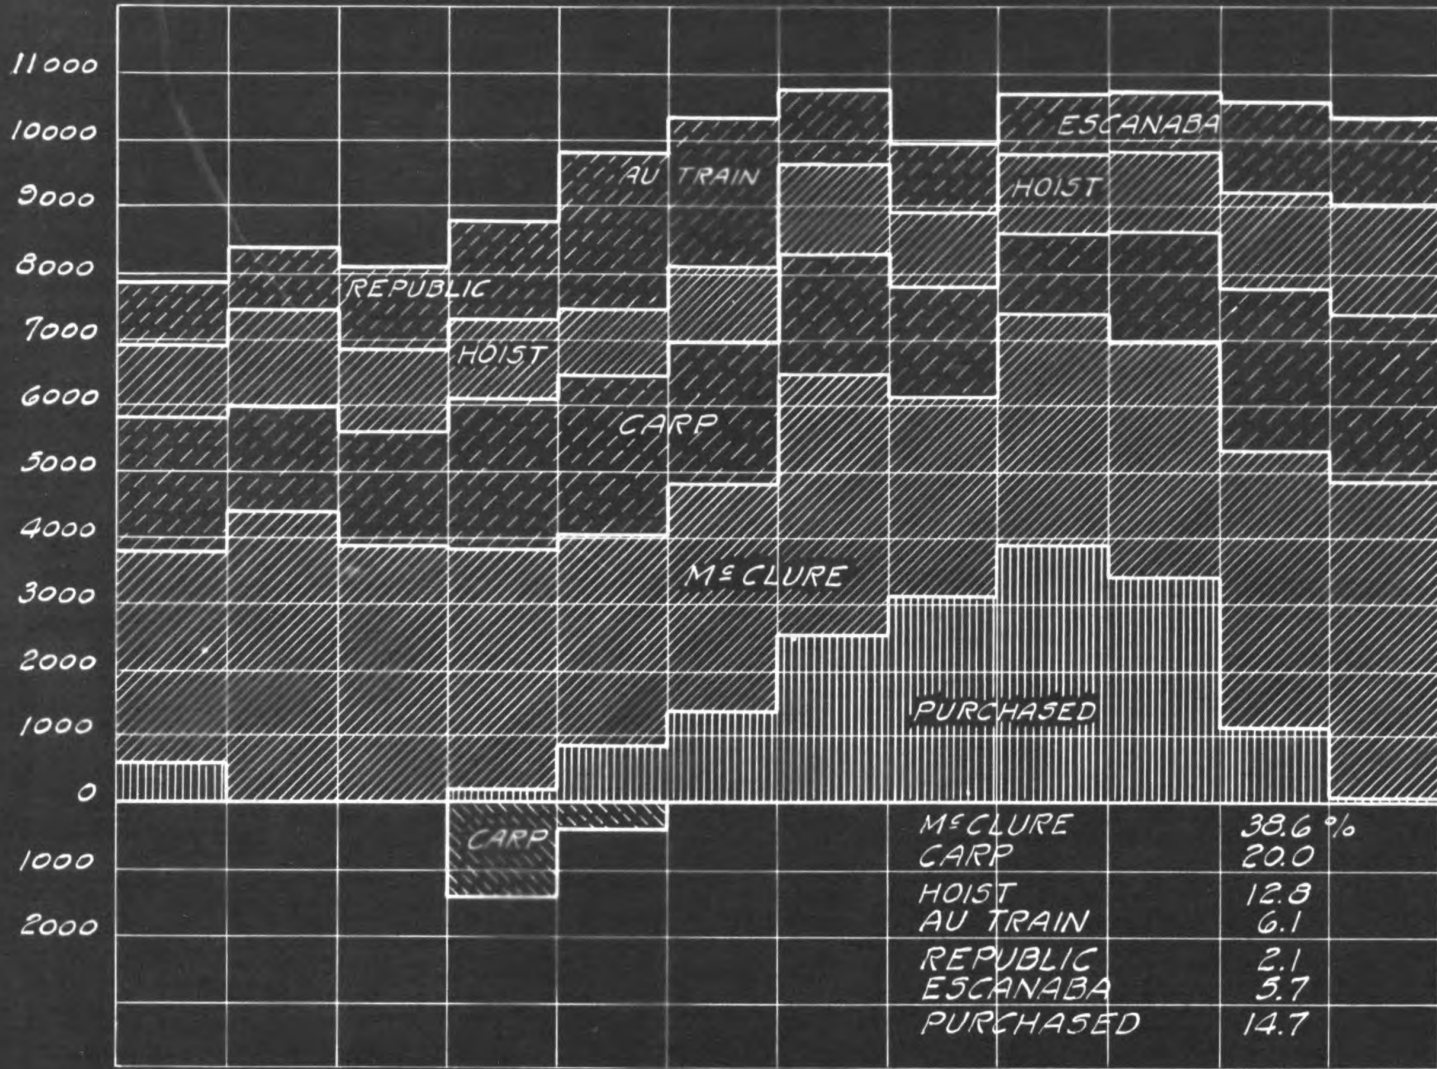 11000
10000
9000
8000
7000
6000
5000
4000
3000
2000
1000
0
1000
2000
ESCANABA
AU TRAIN
HOIST
REPUBLIC
HOIST
CARP
Mc CLURE
PURCHASED
CARP
McCLURE 38.6 %
CARP 20.0
HOIST 12.8
AU TRAIN 6.1
REPUBLIC 2.1
ESCANABA 5.7
PURCHASED 14.7